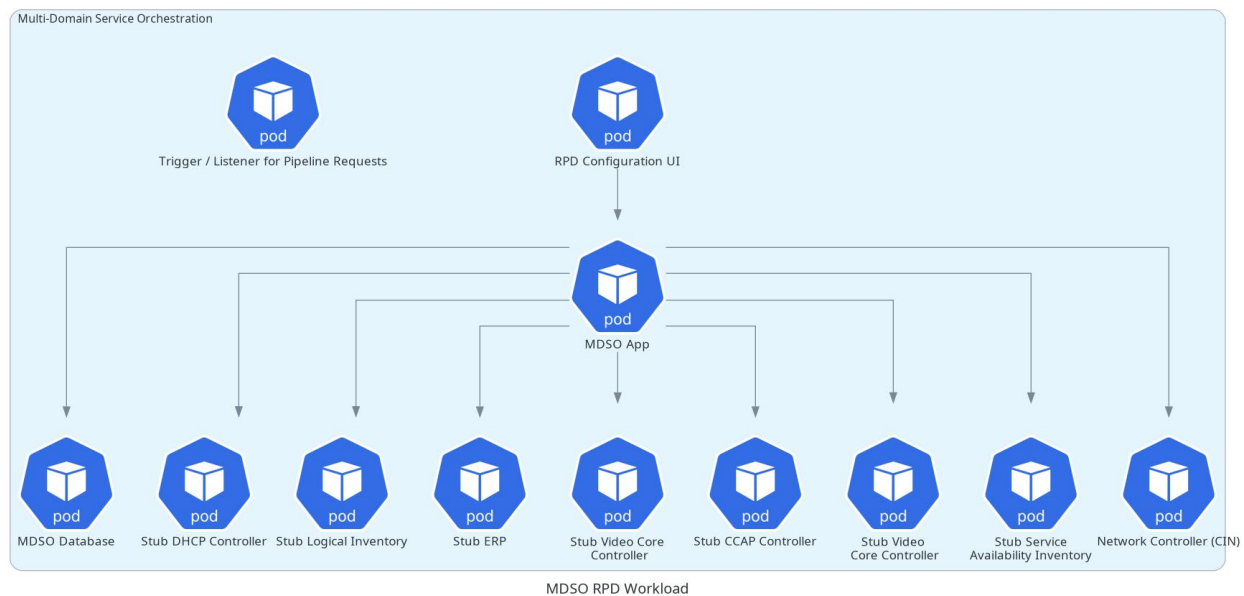 Multi-Domain Service Orchestration
pod
pod
Trigger / Listener for Pipeline Requests
RPD Configuration UI
pod
MDSO App
pod
pod
pod
pod
pod
pod
pod
pod
pod
MDSO Database
Stub DHCP Controller
Stub Logical Inventory
Stub ERP
Stub Video Core
Controller
Stub CCAP Controller
Stub Video
Core Controller
Stub Service
Availability Inventory
Network Controller (CIN)
MDSO RPD Workload